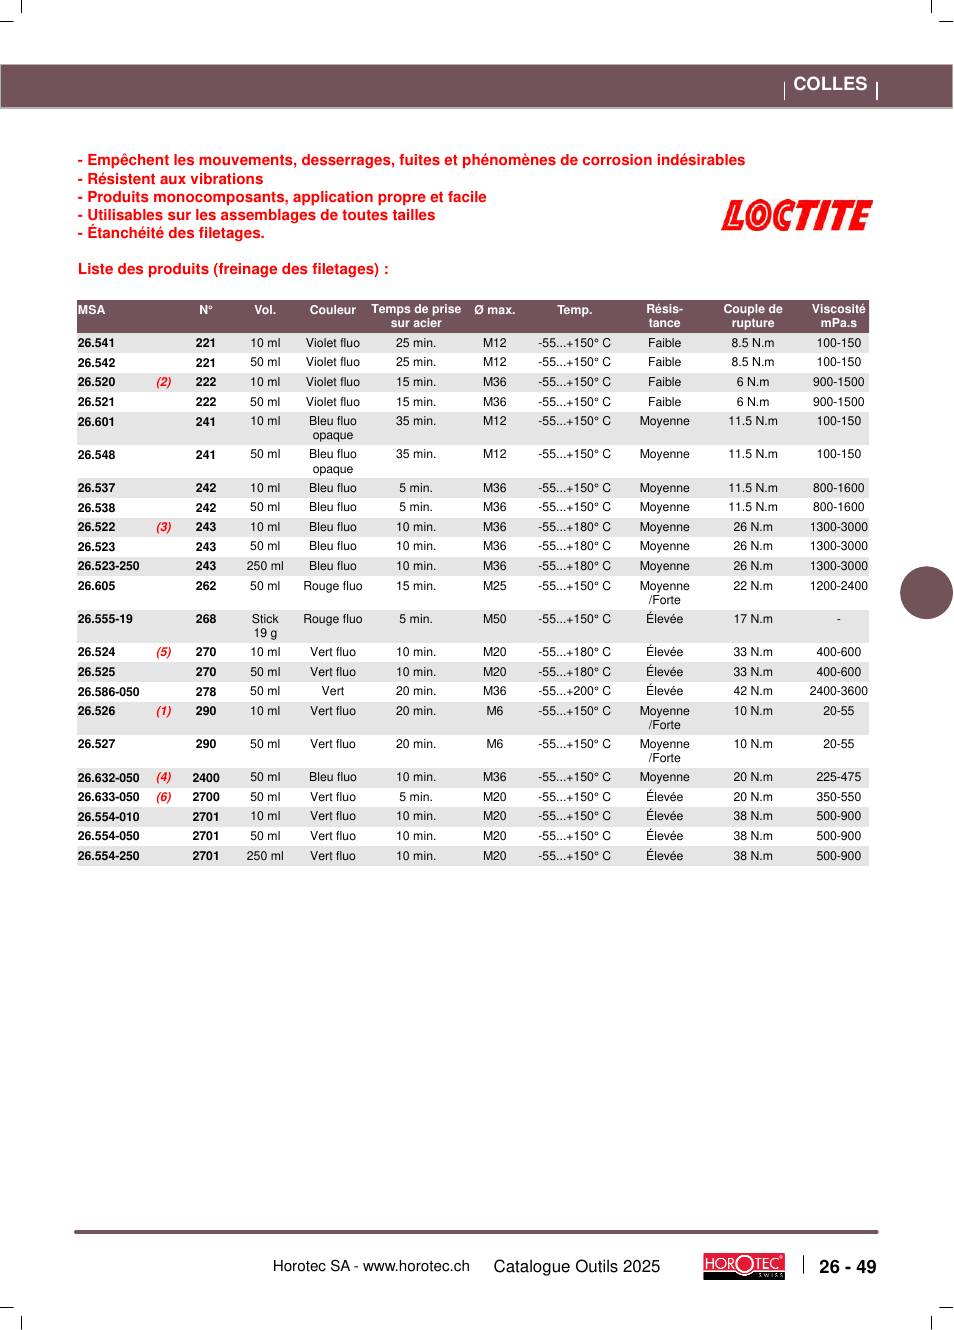 COLLES
- Empêchent les mouvements, desserrages, fuites et phénomènes de corrosion indésirables
- Résistent aux vibrations
- Produits monocomposants, application propre et facile
- Utilisables sur les assemblages de toutes tailles
- Étanchéité des filetages.
LOCTITE
Liste des produits (freinage des filetages) :
MSA N° Vol. Couleur Temps de prise sur acier Ø max. Temp. Résis-tance Couple de rupture Viscosité mPa.s
26.541 221 10 ml Violet fluo 25 min. M12 -55...+150° C Faible 8.5 N.m 100-150
26.542 221 50 ml Violet fluo 25 min. M12 -55...+150° C Faible 8.5 N.m 100-150
26.520 (2) 222 10 ml Violet fluo 15 min. M36 -55...+150° C Faible 6 N.m 900-1500
26.521 222 50 ml Violet fluo 15 min. M36 -55...+150° C Faible 6 N.m 900-1500
26.601 241 10 ml Bleu fluo opaque 35 min. M12 -55...+150° C Moyenne 11.5 N.m 100-150
26.548 241 50 ml Bleu fluo opaque 35 min. M12 -55...+150° C Moyenne 11.5 N.m 100-150
26.537 242 10 ml Bleu fluo 5 min. M36 -55...+150° C Moyenne 11.5 N.m 800-1600
26.538 242 50 ml Bleu fluo 5 min. M36 -55...+150° C Moyenne 11.5 N.m 800-1600
26.522 (3) 243 10 ml Bleu fluo 10 min. M36 -55...+180° C Moyenne 26 N.m 1300-3000
26.523 243 50 ml Bleu fluo 10 min. M36 -55...+180° C Moyenne 26 N.m 1300-3000
26.523-250 243 250 ml Bleu fluo 10 min. M36 -55...+180° C Moyenne 26 N.m 1300-3000
26.605 262 50 ml Rouge fluo 15 min. M25 -55...+150° C Moyenne /Forte 22 N.m 1200-2400
26.555-19 268 Stick 19 g Rouge fluo 5 min. M50 -55...+150° C Élevée 17 N.m -
26.524 (5) 270 10 ml Vert fluo 10 min. M20 -55...+180° C Élevée 33 N.m 400-600
26.525 270 50 ml Vert fluo 10 min. M20 -55...+180° C Élevée 33 N.m 400-600
26.586-050 278 50 ml Vert 20 min. M36 -55...+200° C Élevée 42 N.m 2400-3600
26.526 (1) 290 10 ml Vert fluo 20 min. M6 -55...+150° C Moyenne /Forte 10 N.m 20-55
26.527 290 50 ml Vert fluo 20 min. M6 -55...+150° C Moyenne /Forte 10 N.m 20-55
26.632-050 (4) 2400 50 ml Bleu fluo 10 min. M36 -55...+150° C Moyenne 20 N.m 225-475
26.633-050 (6) 2700 50 ml Vert fluo 5 min. M20 -55...+150° C Élevée 20 N.m 350-550
26.554-010 2701 10 ml Vert fluo 10 min. M20 -55...+150° C Élevée 38 N.m 500-900
26.554-050 2701 50 ml Vert fluo 10 min. M20 -55...+150° C Élevée 38 N.m 500-900
26.554-250 2701 250 ml Vert fluo 10 min. M20 -55...+150° C Élevée 38 N.m 500-900
Horotec SA - www.horotec.ch Catalogue Outils 2025 HOROTEC SWISS 26 - 49